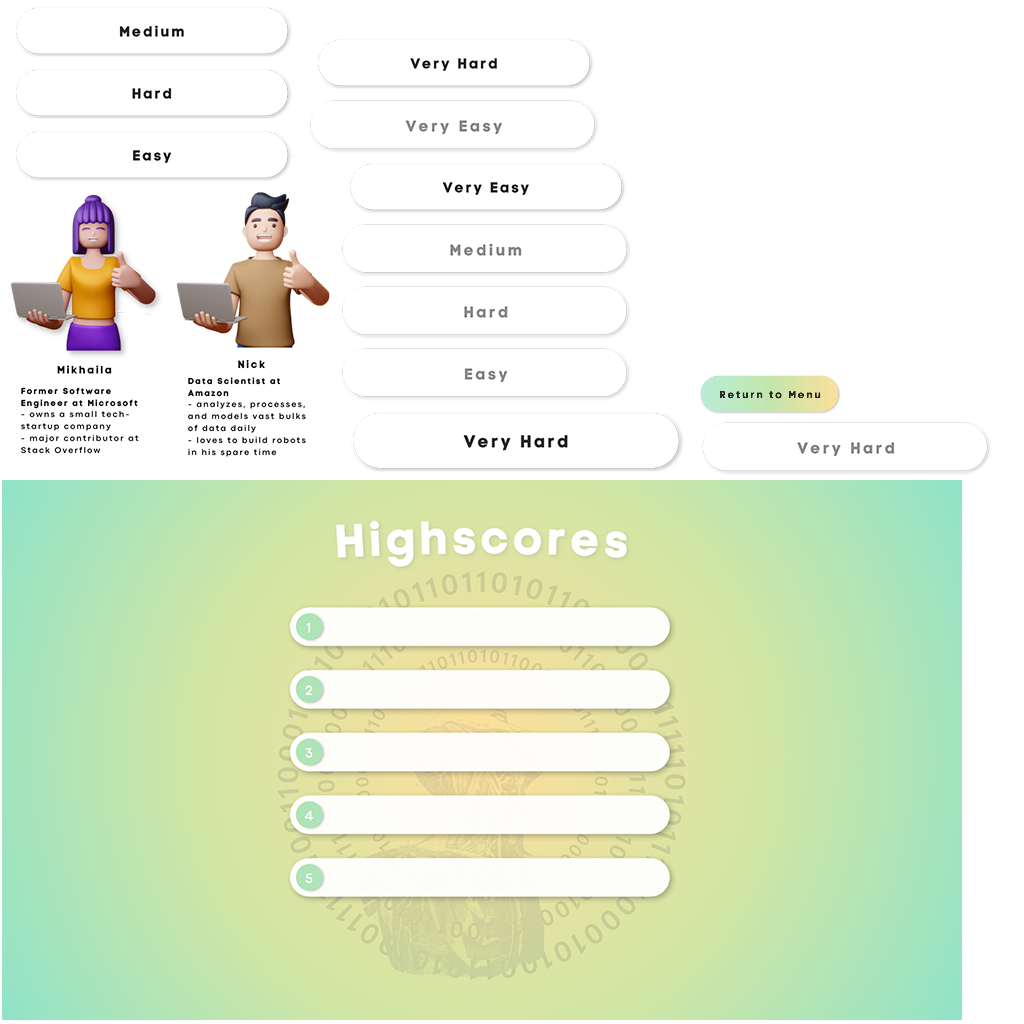 Medium
Hard
Easy
Very Hard
Very Easy
Very Easy
Medium
Hard
Easy
Very Hard
Mikhaila
Former Software
Engineer at Microsoft
- owns a small tech-
startup company
- major contributor at
Stack Overflow
Nick
Data Scientist at
Amazon
- analyzes, processes,
and models vast bulks
of data daily
- loves to build robots
in his spare time
Return to Menu
Very Hard
Highscores
1
2
3
4
5